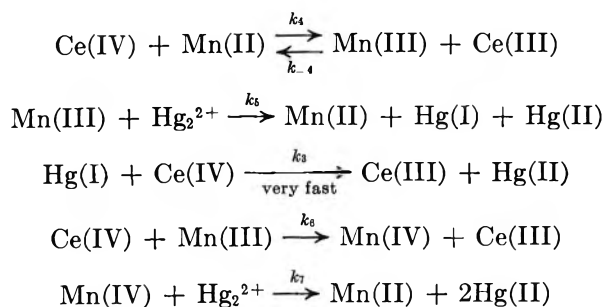 k₄
Ce(IV) + Mn(II) ⇌ Mn(III) + Ce(III)
k₋₄
k₅
Mn(III) + Hg₂²⁺ ⟶ Mn(II) + Hg(I) + Hg(II)
k₃
Hg(I) + Ce(IV) ⟶ Ce(III) + Hg(II)
very fast
k₆
Ce(IV) + Mn(III) ⟶ Mn(IV) + Ce(III)
k₇
Mn(IV) + Hg₂²⁺ ⟶ Mn(II) + 2Hg(II)